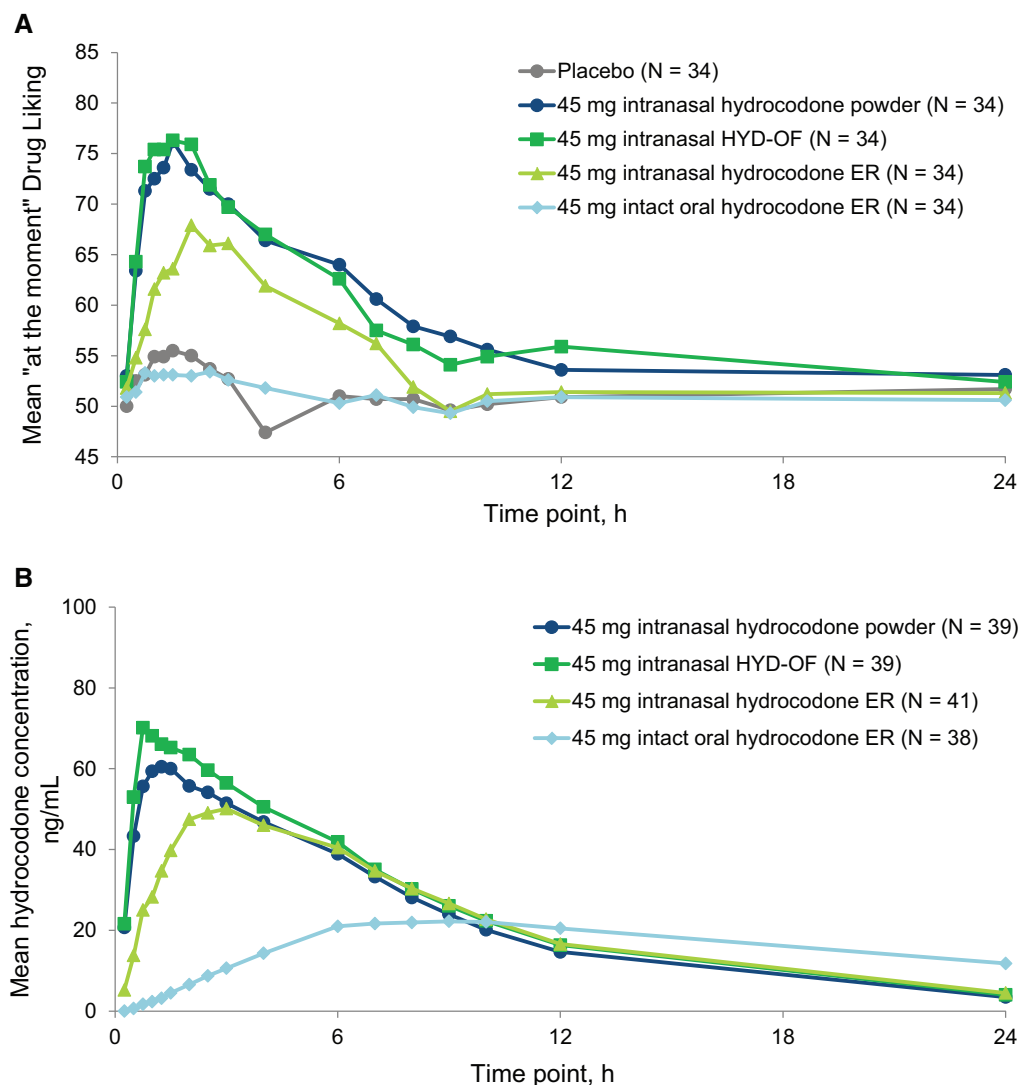 A
85
80
75
70
65
60
55
50
45
Mean "at the moment" Drug Liking
Placebo (N = 34)
45 mg intranasal hydrocodone powder (N = 34)
45 mg intranasal HYD-OF (N = 34)
45 mg intranasal hydrocodone ER (N = 34)
45 mg intact oral hydrocodone ER (N = 34)
0 6 12 18 24
Time point, h
B
100
80
60
40
20
0
Mean hydrocodone concentration,
ng/mL
45 mg intranasal hydrocodone powder (N = 39)
45 mg intranasal HYD-OF (N = 39)
45 mg intranasal hydrocodone ER (N = 41)
45 mg intact oral hydrocodone ER (N = 38)
0 6 12 18 24
Time point, h